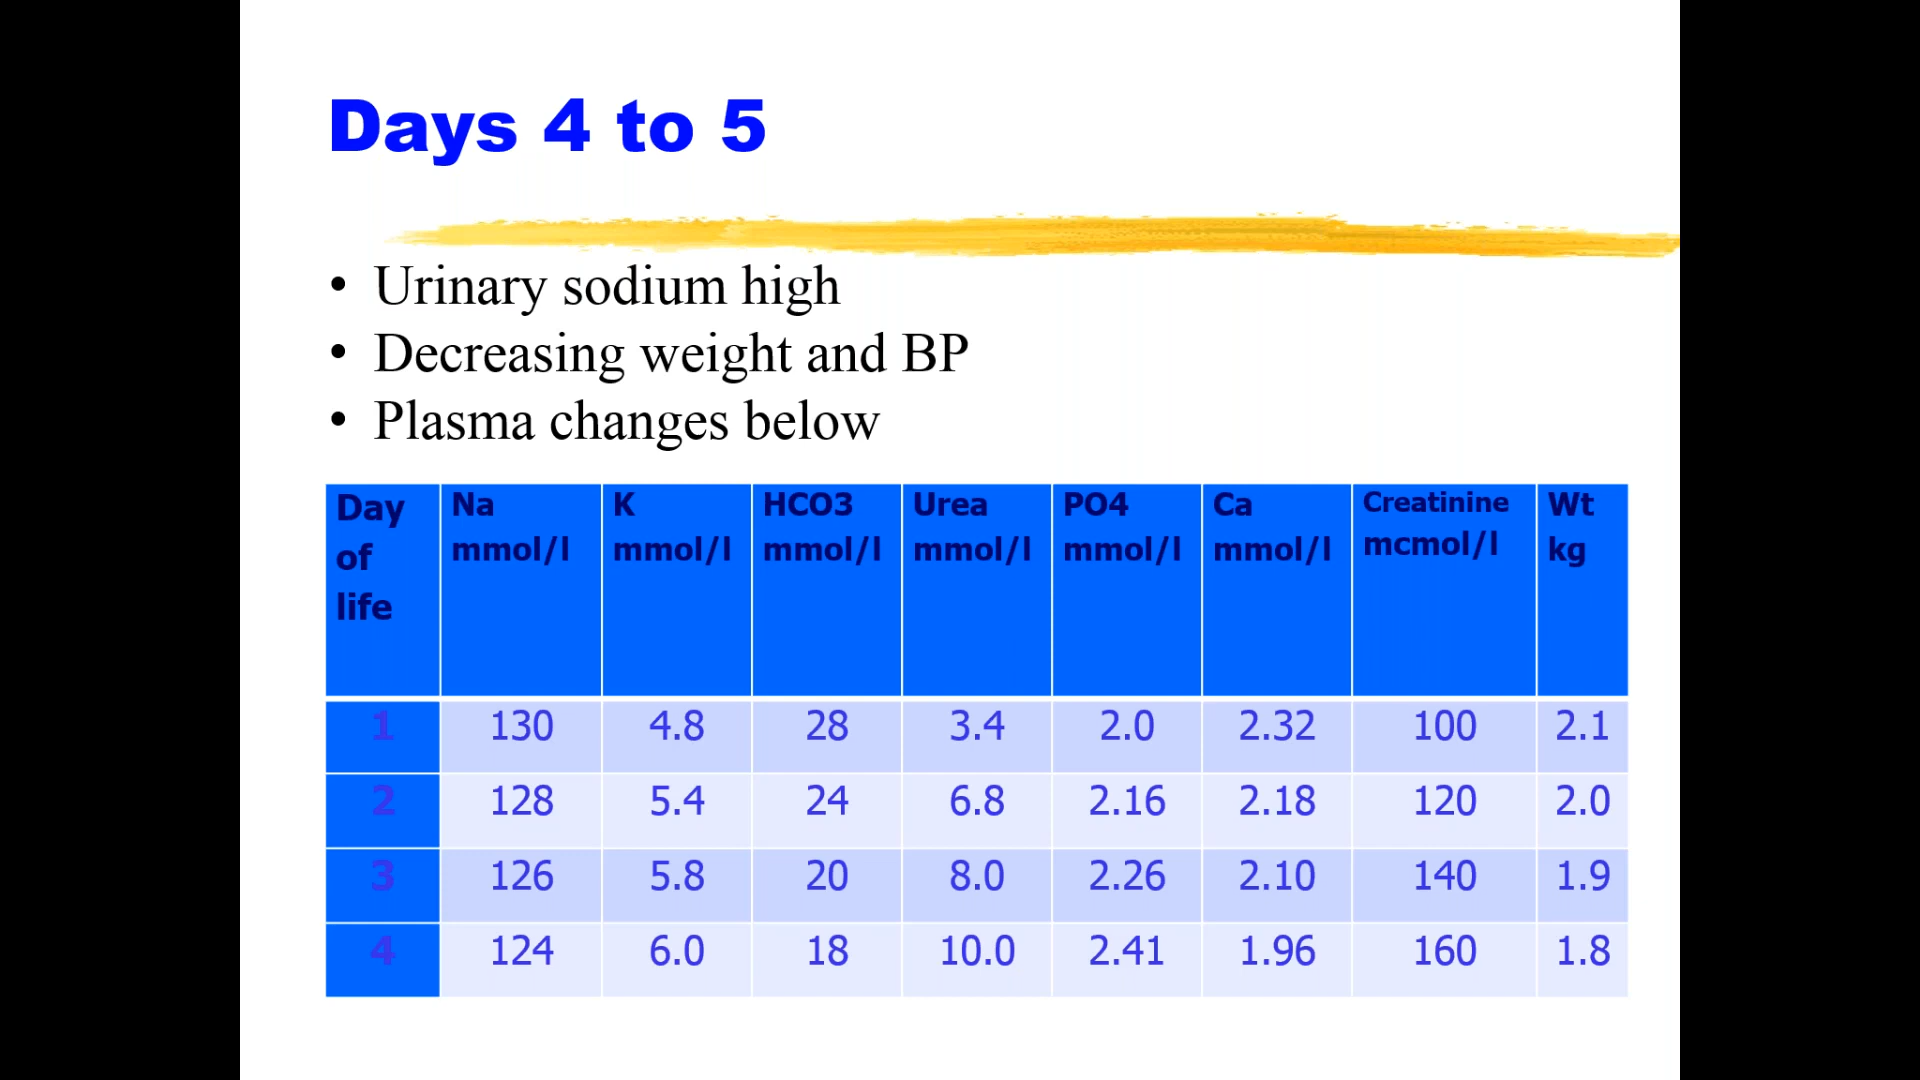 Days 4 to 5
• Urinary sodium high
• Decreasing weight and BP
• Plasma changes below
Day of life Na mmol/l K mmol/l HCO3 mmol/l Urea mmol/l PO4 mmol/l Ca mmol/l Creatinine mcmol/l Wt kg
1 130 4.8 28 3.4 2.0 2.32 100 2.1
2 128 5.4 24 6.8 2.16 2.18 120 2.0
3 126 5.8 20 8.0 2.26 2.10 140 1.9
4 124 6.0 18 10.0 2.41 1.96 160 1.8